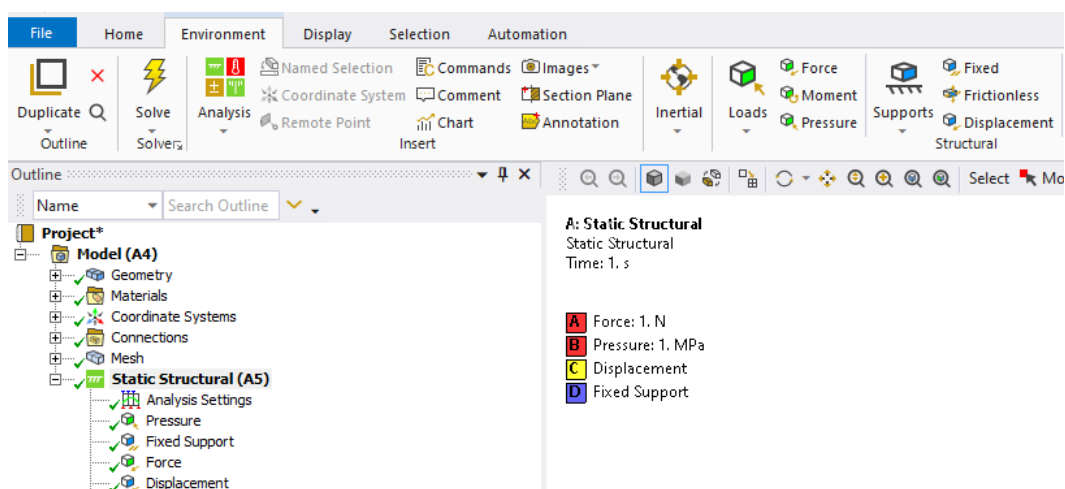 File Home Environment Display Selection Automation
Named Selection Commands Images Force Fixed
Coordinate System Comment Section Plane Moment Frictionless
Duplicate Solve Analysis Remote Point Chart Annotation Inertial Loads Pressure Supports Displacement
Outline Solver Insert Structural
Outline
Name Search Outline Select Mo
Project*
Model (A4)
Geometry
Materials
Coordinate Systems
Connections
Mesh
Static Structural (A5)
Analysis Settings
Pressure
Fixed Support
Force
Displacement
A: Static Structural
Static Structural
Time: 1. s
A Force: 1. N
B Pressure: 1. MPa
C Displacement
D Fixed Support